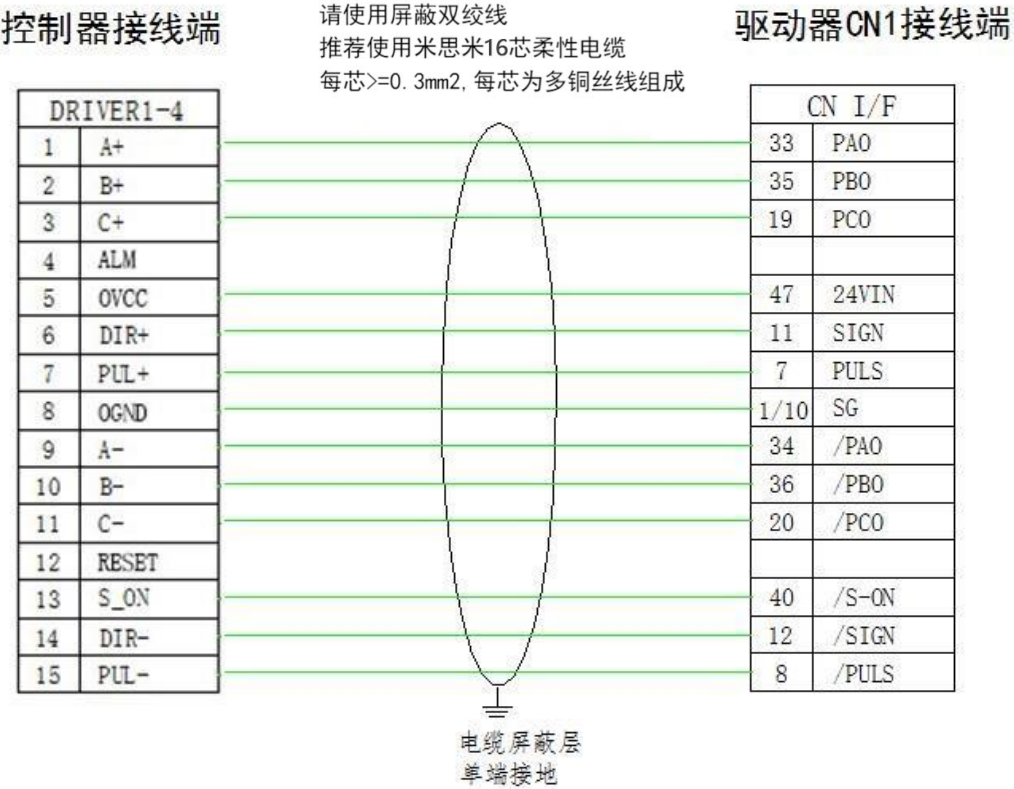 控制器接线端
请使用屏蔽双绞线
推荐使用米思米16芯柔性电缆
每芯>=0.3mm2,每芯为多铜丝线组成
驱动器CN1接线端
DRIVER1-4
1 A+
2 B+
3 C+
4 ALM
5 OVCC
6 DIR+
7 PUL+
8 OGND
9 A-
10 B-
11 C-
12 RESET
13 S_ON
14 DIR-
15 PUL-
CN I/F
33 PAO
35 PBO
19 PCO
47 24VIN
11 SIGN
7 PULS
1/10 SG
34 /PAO
36 /PBO
20 /PCO
40 /S-ON
12 /SIGN
8 /PULS
电缆屏蔽层
单端接地